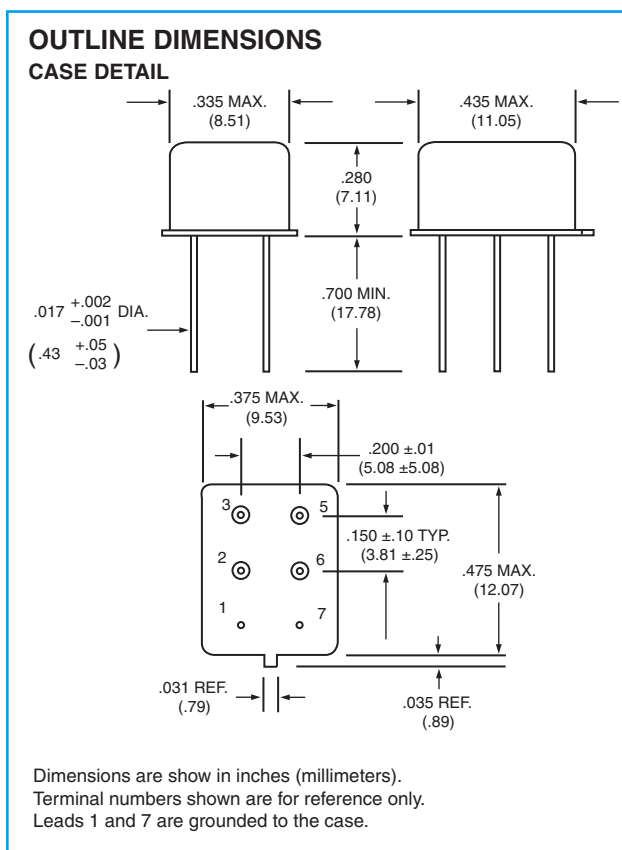 OUTLINE DIMENSIONS
CASE DETAIL
.335 MAX.
(8.51)
.435 MAX.
(11.05)
.280
(7.11)
.700 MIN.
(17.78)
.017 +.002 –.001 DIA.
(.43 +.05 –.03)
.375 MAX.
(9.53)
.200 ±.01
(5.08 ±5.08)
3
5
.150 ±.10 TYP.
(3.81 ±.25)
2
6
.475 MAX.
(12.07)
1
7
.031 REF.
(.79)
.035 REF.
(.89)
Dimensions are show in inches (millimeters).
Terminal numbers shown are for reference only.
Leads 1 and 7 are grounded to the case.